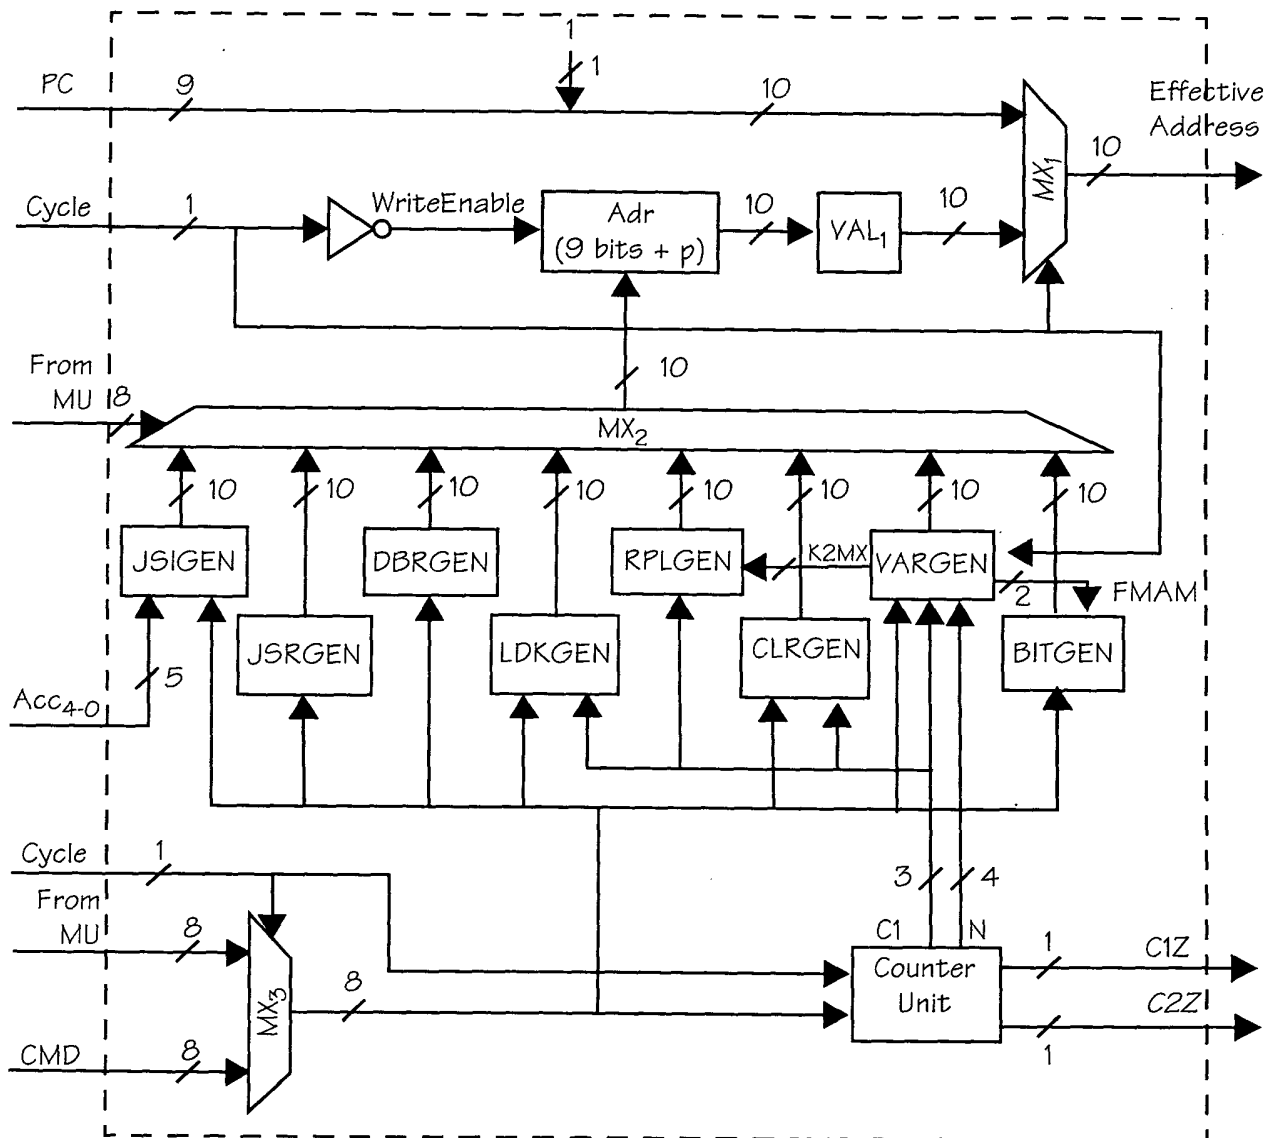 1
PC
9
1
10
Effective
Address
10
MX1
Cycle
1
WriteEnable
Adr
(9 bits + p)
10
VAL1
10
From
MU
8
10
MX2
10
10
10
10
10
10
10
10
JSIGEN
DBRGEN
RPLGEN
K2MX
VARGEN
2
FMAM
JSRGEN
LDKGEN
CLRGEN
BITGEN
5
Acc4-0
Cycle
1
3
4
From
MU
8
C1
N
1
C1Z
MX3
8
Counter
Unit
C2Z
CMD
8
1